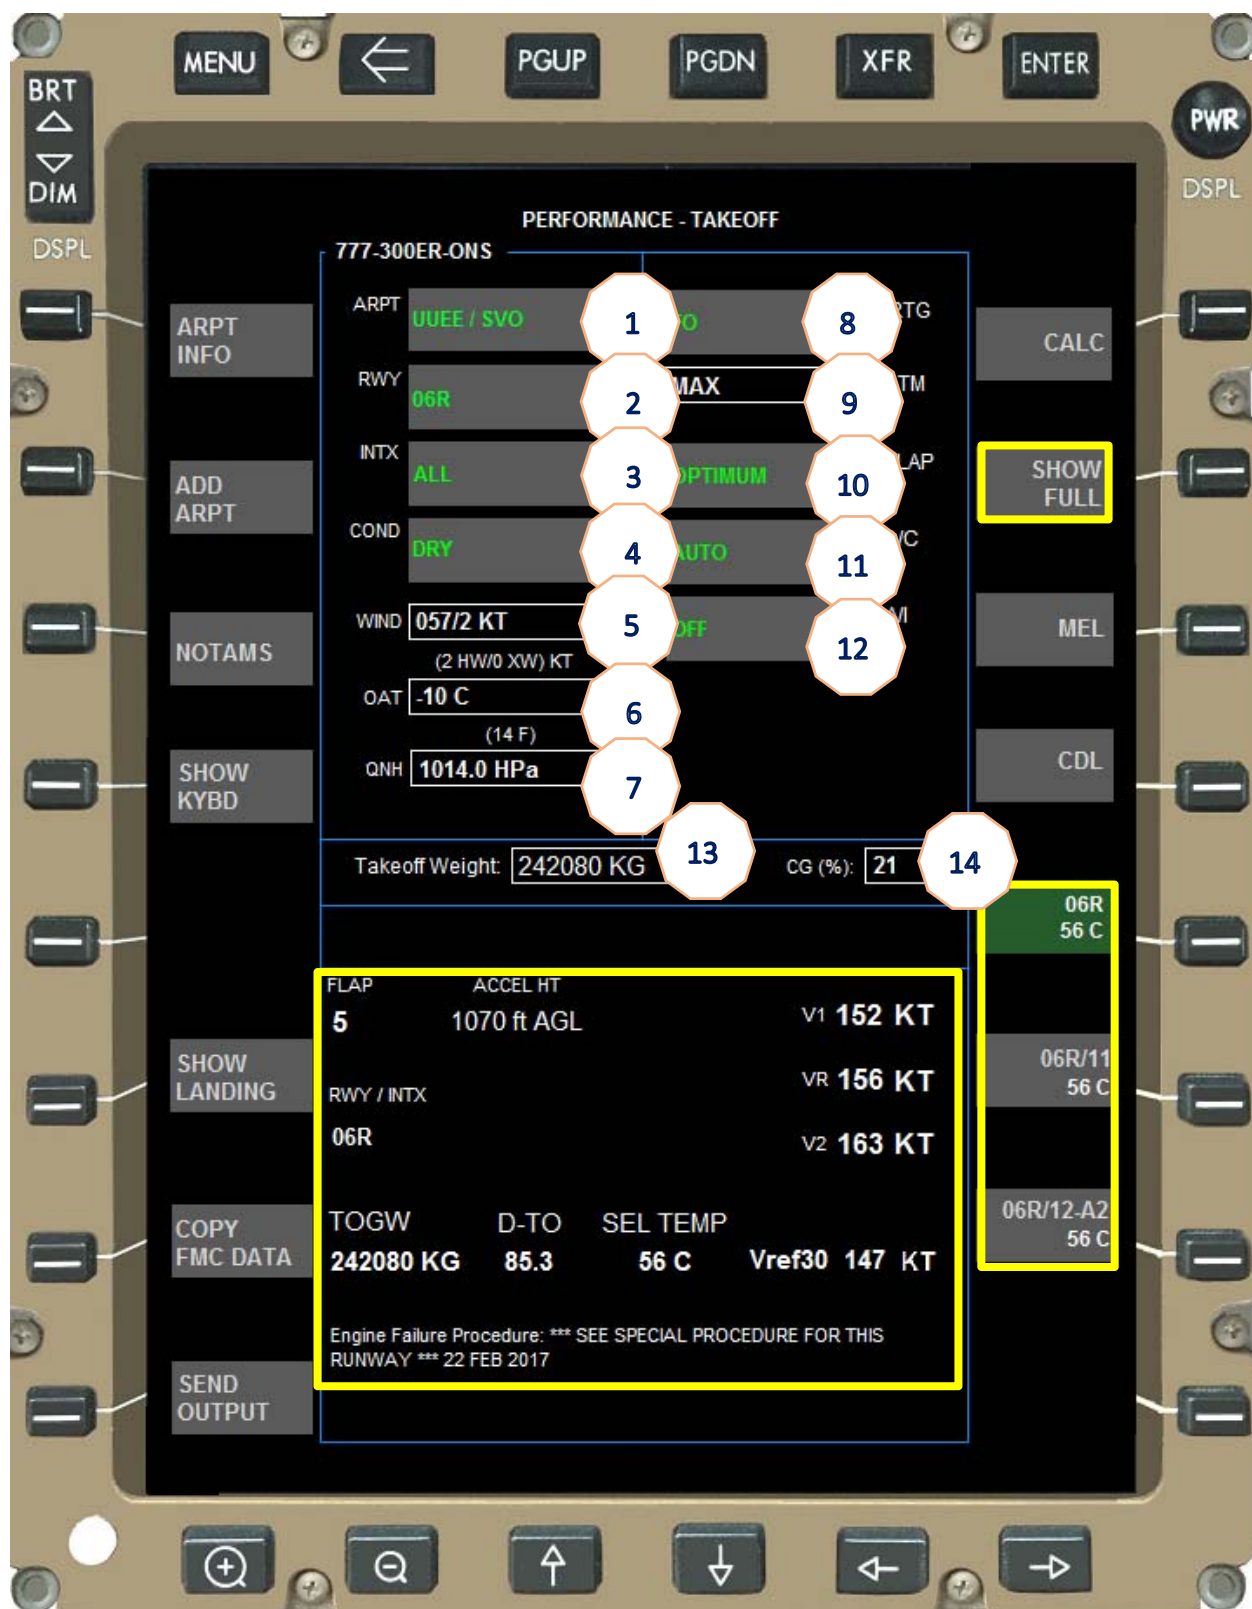 MENU
PGUP
PGDN
XFR
ENTER
BRT
DIM
DSPL
PWR
DSPL
PERFORMANCE - TAKEOFF
777-300ER-ONS
ARPT INFO
ADD ARPT
NOTAMS
SHOW KYBD
SHOW LANDING
COPY FMC DATA
SEND OUTPUT
ARPT UUEE / SVO 1
RWY 06R 2
INTX ALL 3
COND DRY 4
WIND 057/2 KT 5
(2 HW/0 XW) KT
OAT -10 C 6
(14 F)
QNH 1014.0 HPa 7
8 RTG
MAX 9 TM
OPTIMUM 10 LAP
AUTO 11 /C
OFF 12
Takeoff Weight: 242080 KG 13
CG (%): 21 14
CALC
SHOW FULL
MEL
CDL
06R
56 C
06R/11
56 C
06R/12-A2
56 C
FLAP ACCEL HT
5 1070 ft AGL
V1 152 KT
VR 156 KT
RWY / INTX
06R
V2 163 KT
TOGW D-TO SEL TEMP
242080 KG 85.3 56 C Vref30 147 KT
Engine Failure Procedure: *** SEE SPECIAL PROCEDURE FOR THIS
RUNWAY *** 22 FEB 2017